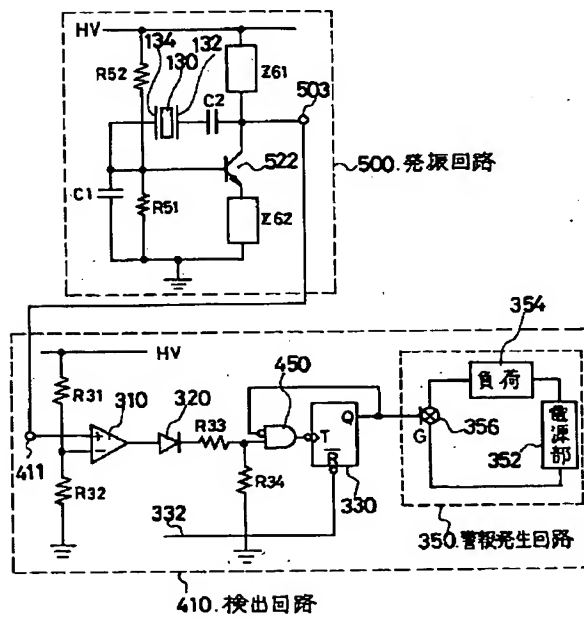 HV
134
130
132
R52
C2
Z61
503
522
500.発振回路
C1
R51
Z62
354
HV
450
負荷
R31
310
320
R33
Q
356
G
T
電源部
352
411
R32
R34
R
330
332
350.警報発生回路
410.検出回路